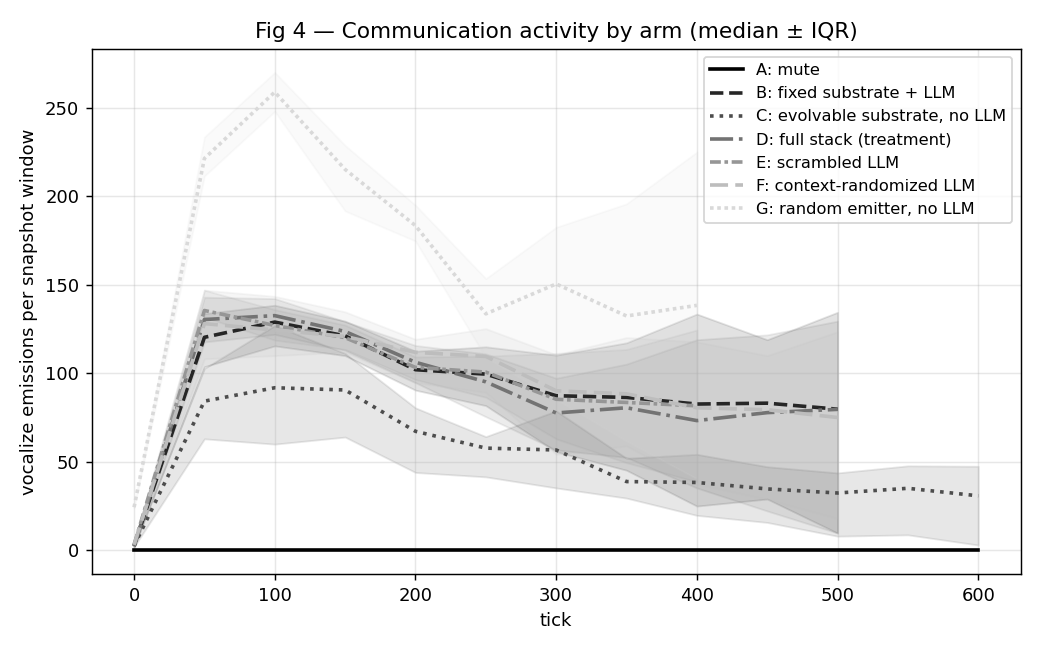 Fig 4 — Communication activity by arm (median ± IQR)
A: mute
B: fixed substrate + LLM
C: evolvable substrate, no LLM
D: full stack (treatment)
E: scrambled LLM
F: context-randomized LLM
G: random emitter, no LLM
vocalize emissions per snapshot window
250
200
150
100
50
0
0 100 200 300 400 500 600
tick